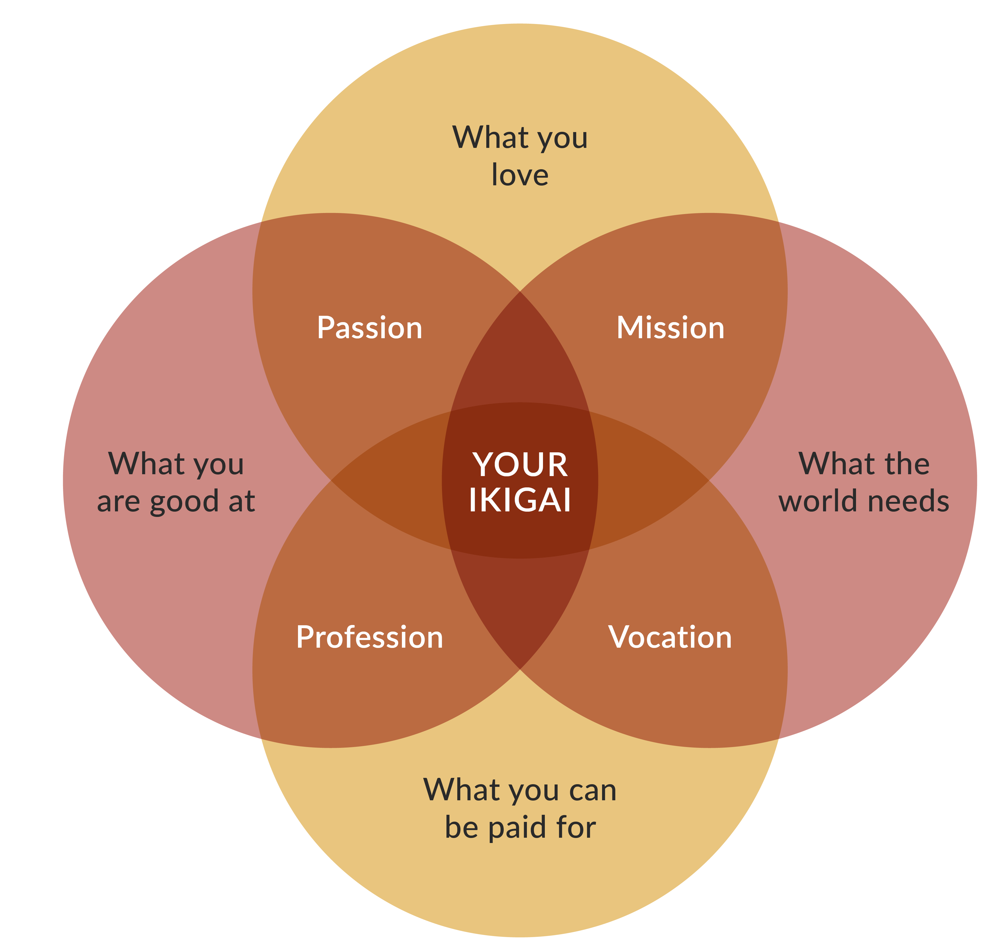 What you
love
Passion
Mission
What you
are good at
YOUR
IKIGAI
What the
world needs
Profession
Vocation
What you can
be paid for